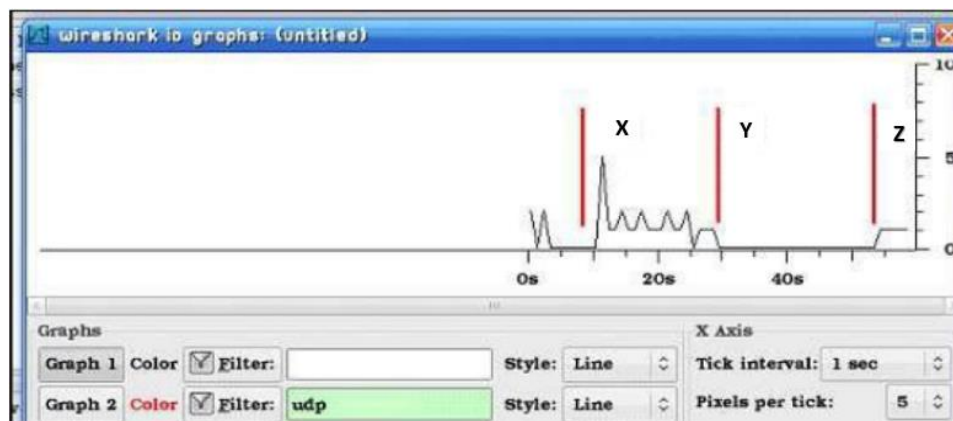 wireshark io graphs: (untitled)
10
X
Y
Z
5
0
0s
20s
40s
Graphs
X Axis
Graph 1 Color Filter: Style: Line Tick interval: 1 sec
Graph 2 Color Filter: udp Style: Line Pixels per tick: 5